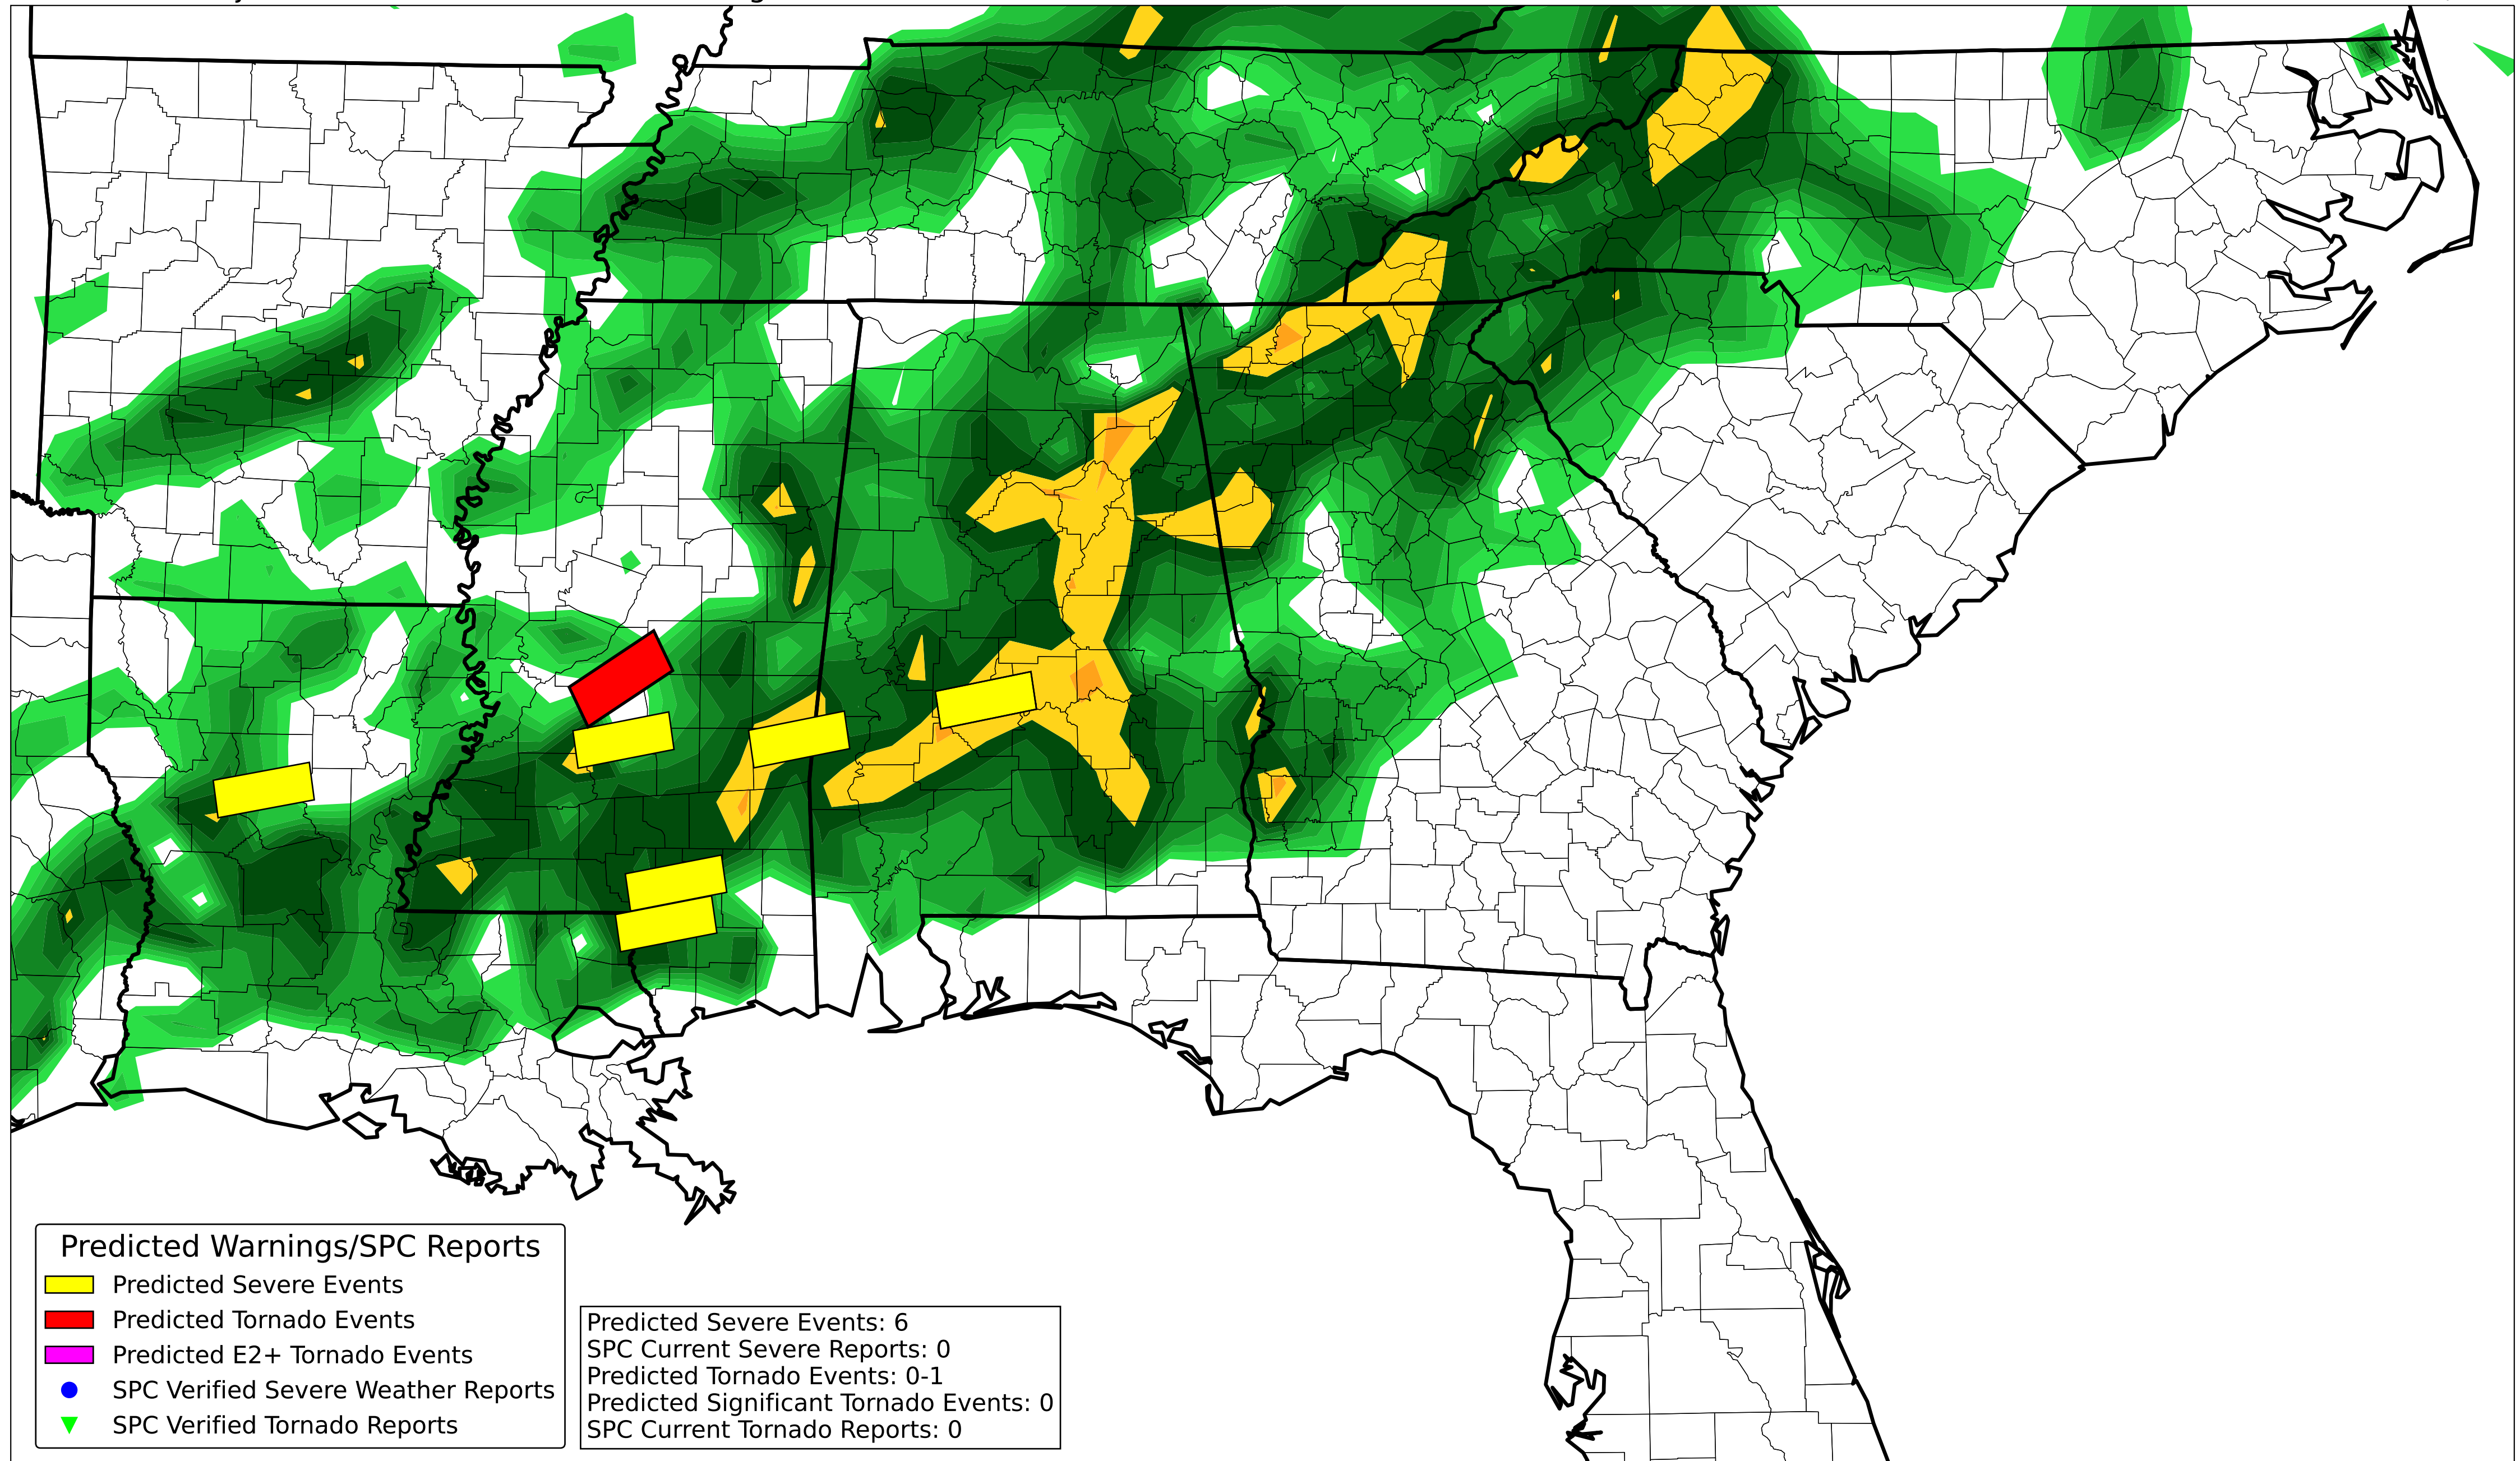 Predicted Warnings/SPC Reports
Predicted Severe Events
Predicted Tornado Events
Predicted E2+ Tornado Events
SPC Verified Severe Weather Reports
SPC Verified Tornado Reports
Predicted Severe Events: 6
SPC Current Severe Reports: 0
Predicted Tornado Events: 0-1
Predicted Significant Tornado Events: 0
SPC Current Tornado Reports: 0